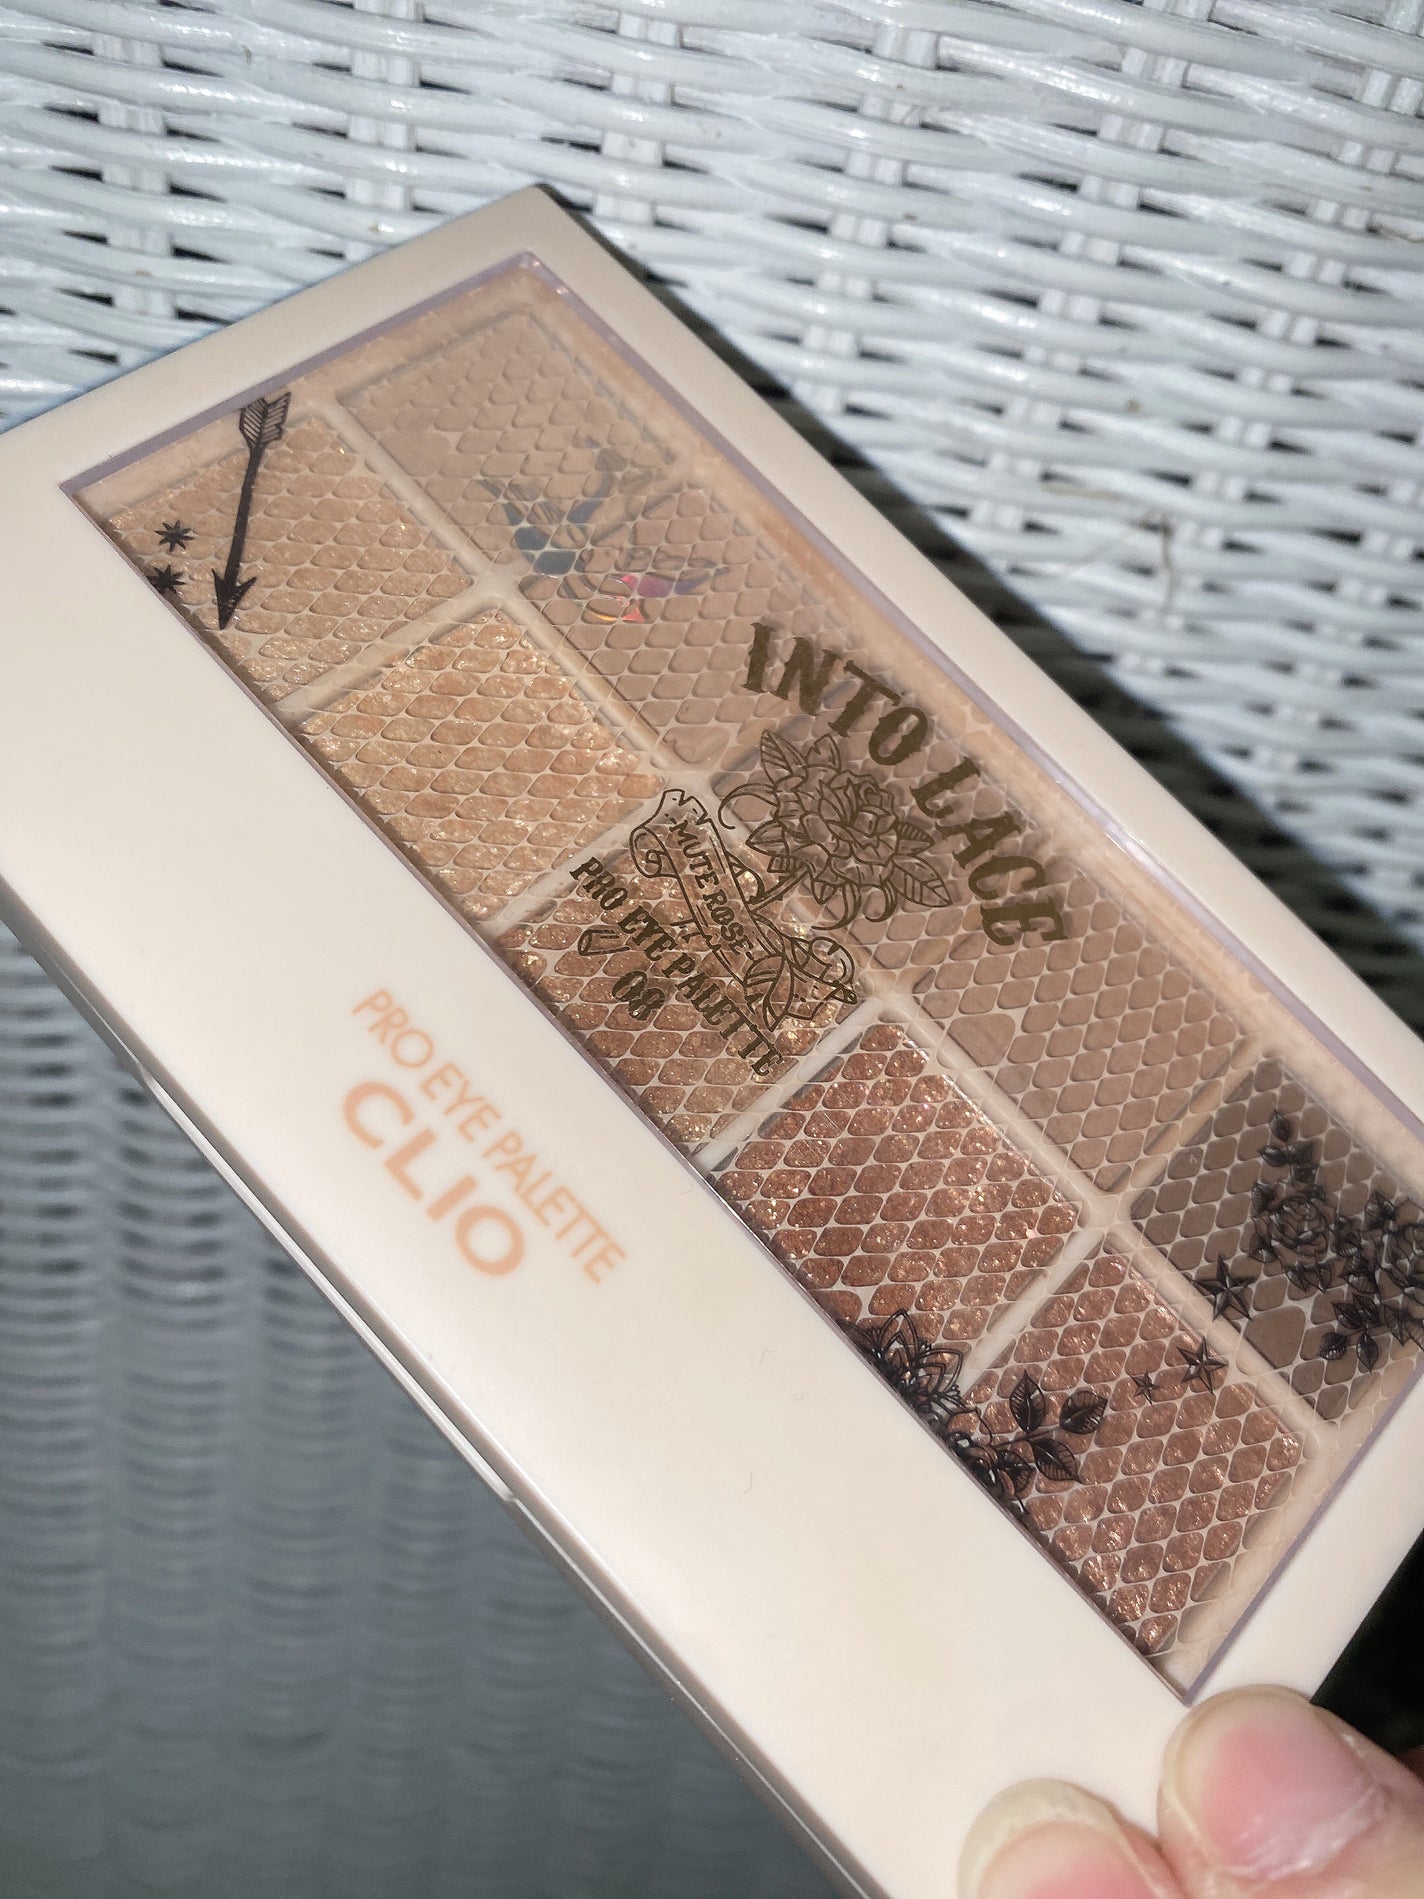 INTO LACE
MUTE ROSE
PRO EYE PALETTE
08
PRO EYE PALETTE
CLIO